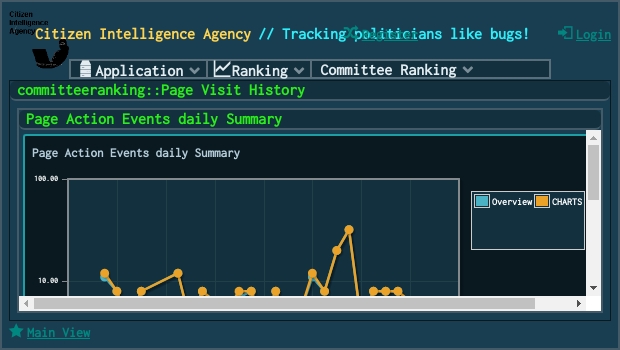 Citizen
Intelligence
Agency
Citizen Intelligence Agency // Tracking politicians like bugs!
Register
Login
Application
Ranking
Committee Ranking
committeeranking::Page Visit History
Page Action Events daily Summary
Page Action Events daily Summary
100.00
10.00
Overview
CHARTS
Main View